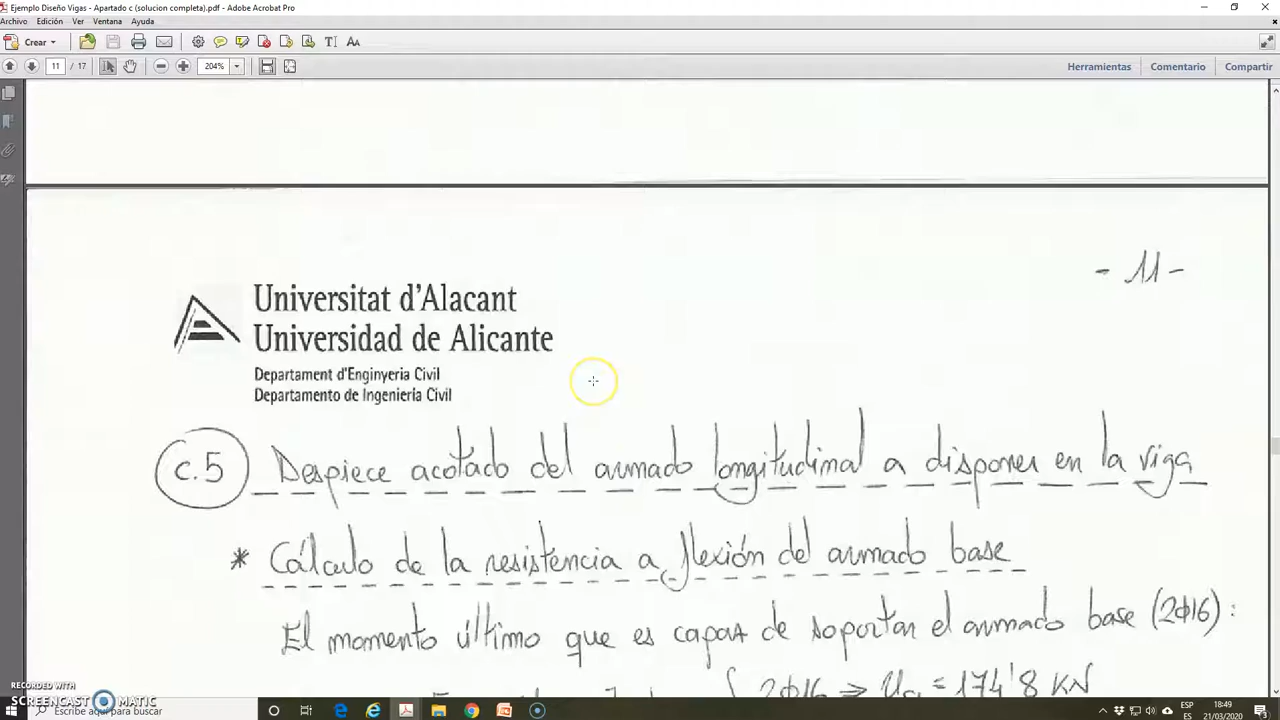 Ejemplo Diseño Vigas - Apartado c (solucion completa).pdf - Adobe Acrobat Pro
Archivo Edición Ver Ventana Ayuda
Crear
11 / 17 204% Herramientas Comentario Compartir
- 11 -
Universitat d'Alacant
Universidad de Alicante
Departament d'Enginyeria Civil
Departamento de Ingeniería Civil
c.5 Despiece acotado del armado longitudinal a disponer en la viga
* Cálculo de la resistencia a flexión del armado base
El momento último que es capaz de soportar el armado base (2Φ16):
2Φ16 ⇒ Us = 174'8 KN
RECORDED WITH
SCREENCAST MATIC
Escribe aquí para buscar
ESP 18:49
ES 21/03/2020